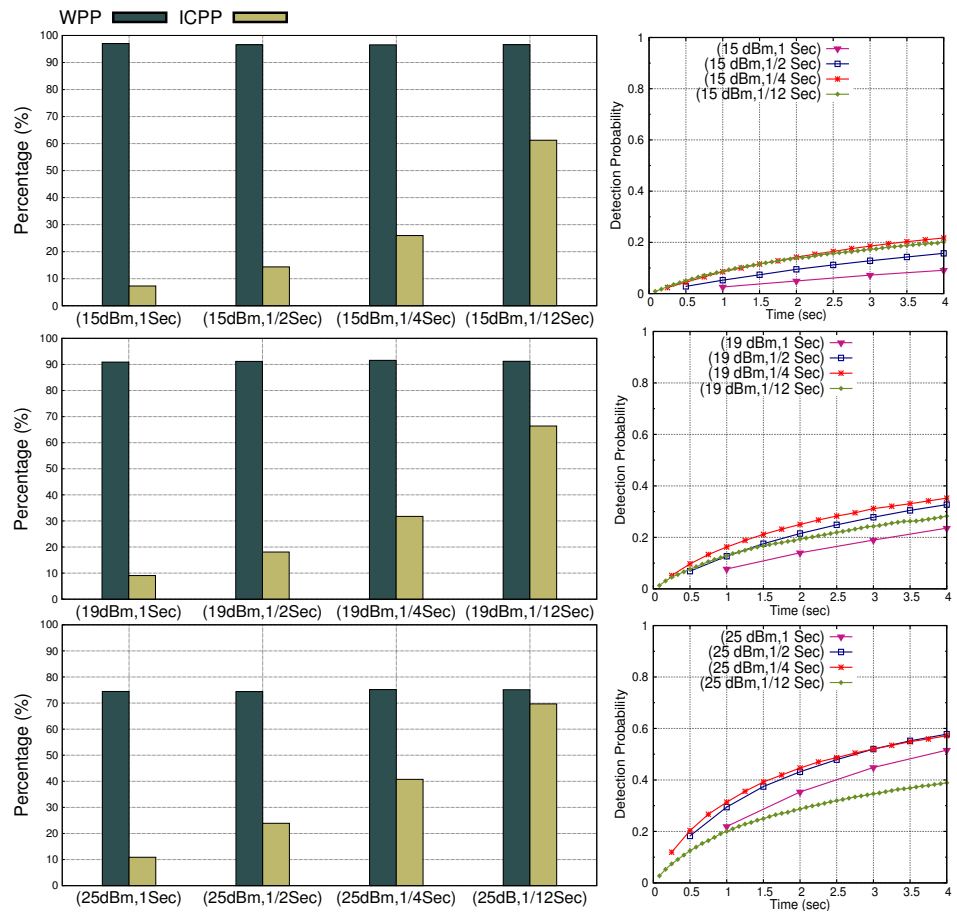 WPP ICPP
Percentage (%)
100
90
80
70
60
50
40
30
20
10
0
(15dBm,1Sec) (15dBm,1/2Sec) (15dBm,1/4Sec) (15dBm,1/12Sec)
Detection Probability
1
0.8
0.6
0.4
0.2
0
(15 dBm,1 Sec)
(15 dBm,1/2 Sec)
(15 dBm,1/4 Sec)
(15 dBm,1/12 Sec)
0 0.5 1 1.5 2 2.5 3 3.5 4
Time (sec)
Percentage (%)
100
90
80
70
60
50
40
30
20
10
0
(19dBm,1Sec) (19dBm,1/2Sec) (19dBm,1/4Sec) (19dBm,1/12Sec)
Detection Probability
1
0.8
0.6
0.4
0.2
0
(19 dBm,1 Sec)
(19 dBm,1/2 Sec)
(19 dBm,1/4 Sec)
(19 dBm,1/12 Sec)
0.5 1 1.5 2 2.5 3 3.5 4
Time (sec)
Percentage (%)
100
90
80
70
60
50
40
30
20
10
0
(25dBm,1Sec) (25dBm,1/2Sec) (25dBm,1/4Sec) (25dB,1/12Sec)
Detection Probability
1
0.8
0.6
0.4
0.2
0
(25 dBm,1 Sec)
(25 dBm,1/2 Sec)
(25 dBm,1/4 Sec)
(25 dBm,1/12 Sec)
0.5 1 1.5 2 2.5 3 3.5 4
Time (sec)